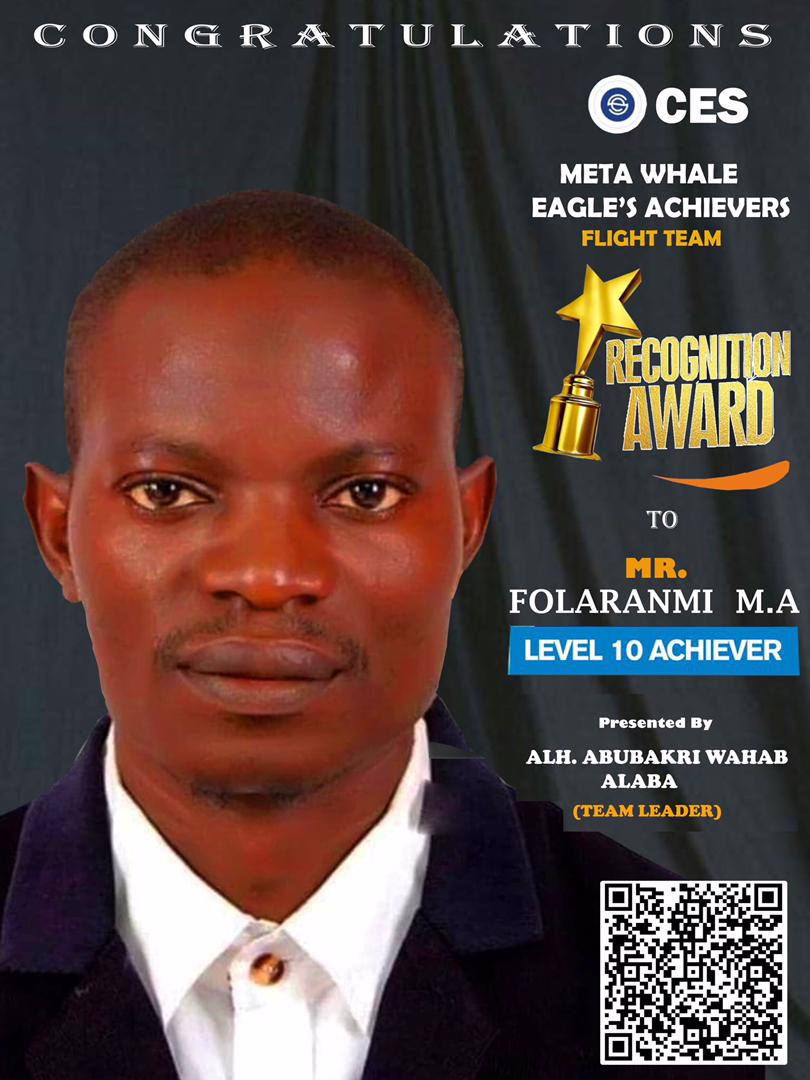 CONGRATULATIONS
CES
META WHALE
EAGLE'S ACHIEVERS
FLIGHT TEAM
RECOGNITION
AWARD
TO
MR.
FOLARANMI M.A
LEVEL 10 ACHIEVER
Presented By
ALH. ABUBAKRI WAHAB
ALABA
(TEAM LEADER)